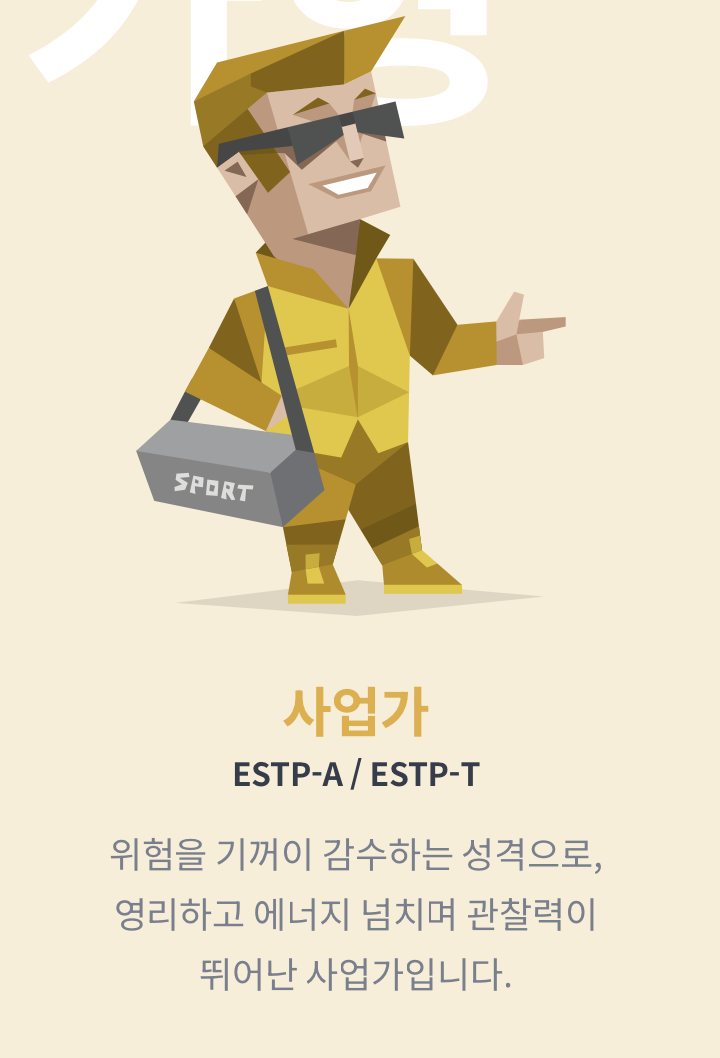 SPORT
사업가
ESTP-A / ESTP-T
위험을 기꺼이 감수하는 성격으로,
영리하고 에너지 넘치며 관찰력이
뛰어난 사업가입니다.